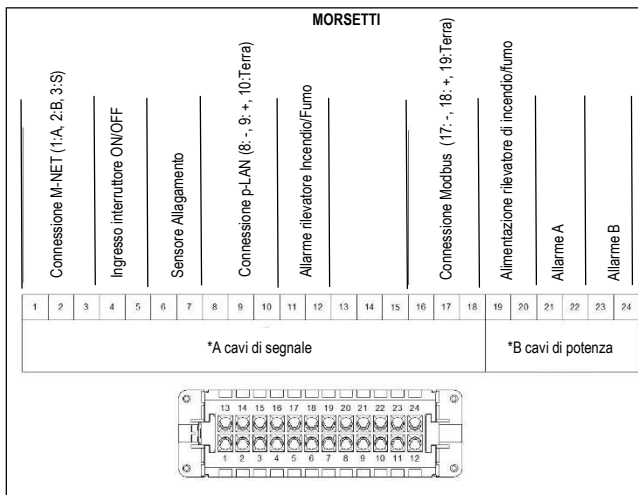 MORSETTI
Connessione M-NET (1:A, 2:B, 3:S)
Ingresso interruttore ON/OFF
Sensore Allagamento
Connessione p-LAN (8: -, 9: +, 10:Terra)
Allarme rilevatore Incendio/Fumo
Connessione Modbus (17: -, 18: +, 19:Terra)
Alimentazione rilevatore di incendio/fumo
Allarme A
Allarme B
1 2 3 4 5 6 7 8 9 10 11 12 13 14 15 16 17 18 19 20 21 22 23 24
*A cavi di segnale *B cavi di potenza
13 14 15 16 17 18 19 20 21 22 23 24
1 2 3 4 5 6 7 8 9 10 11 12